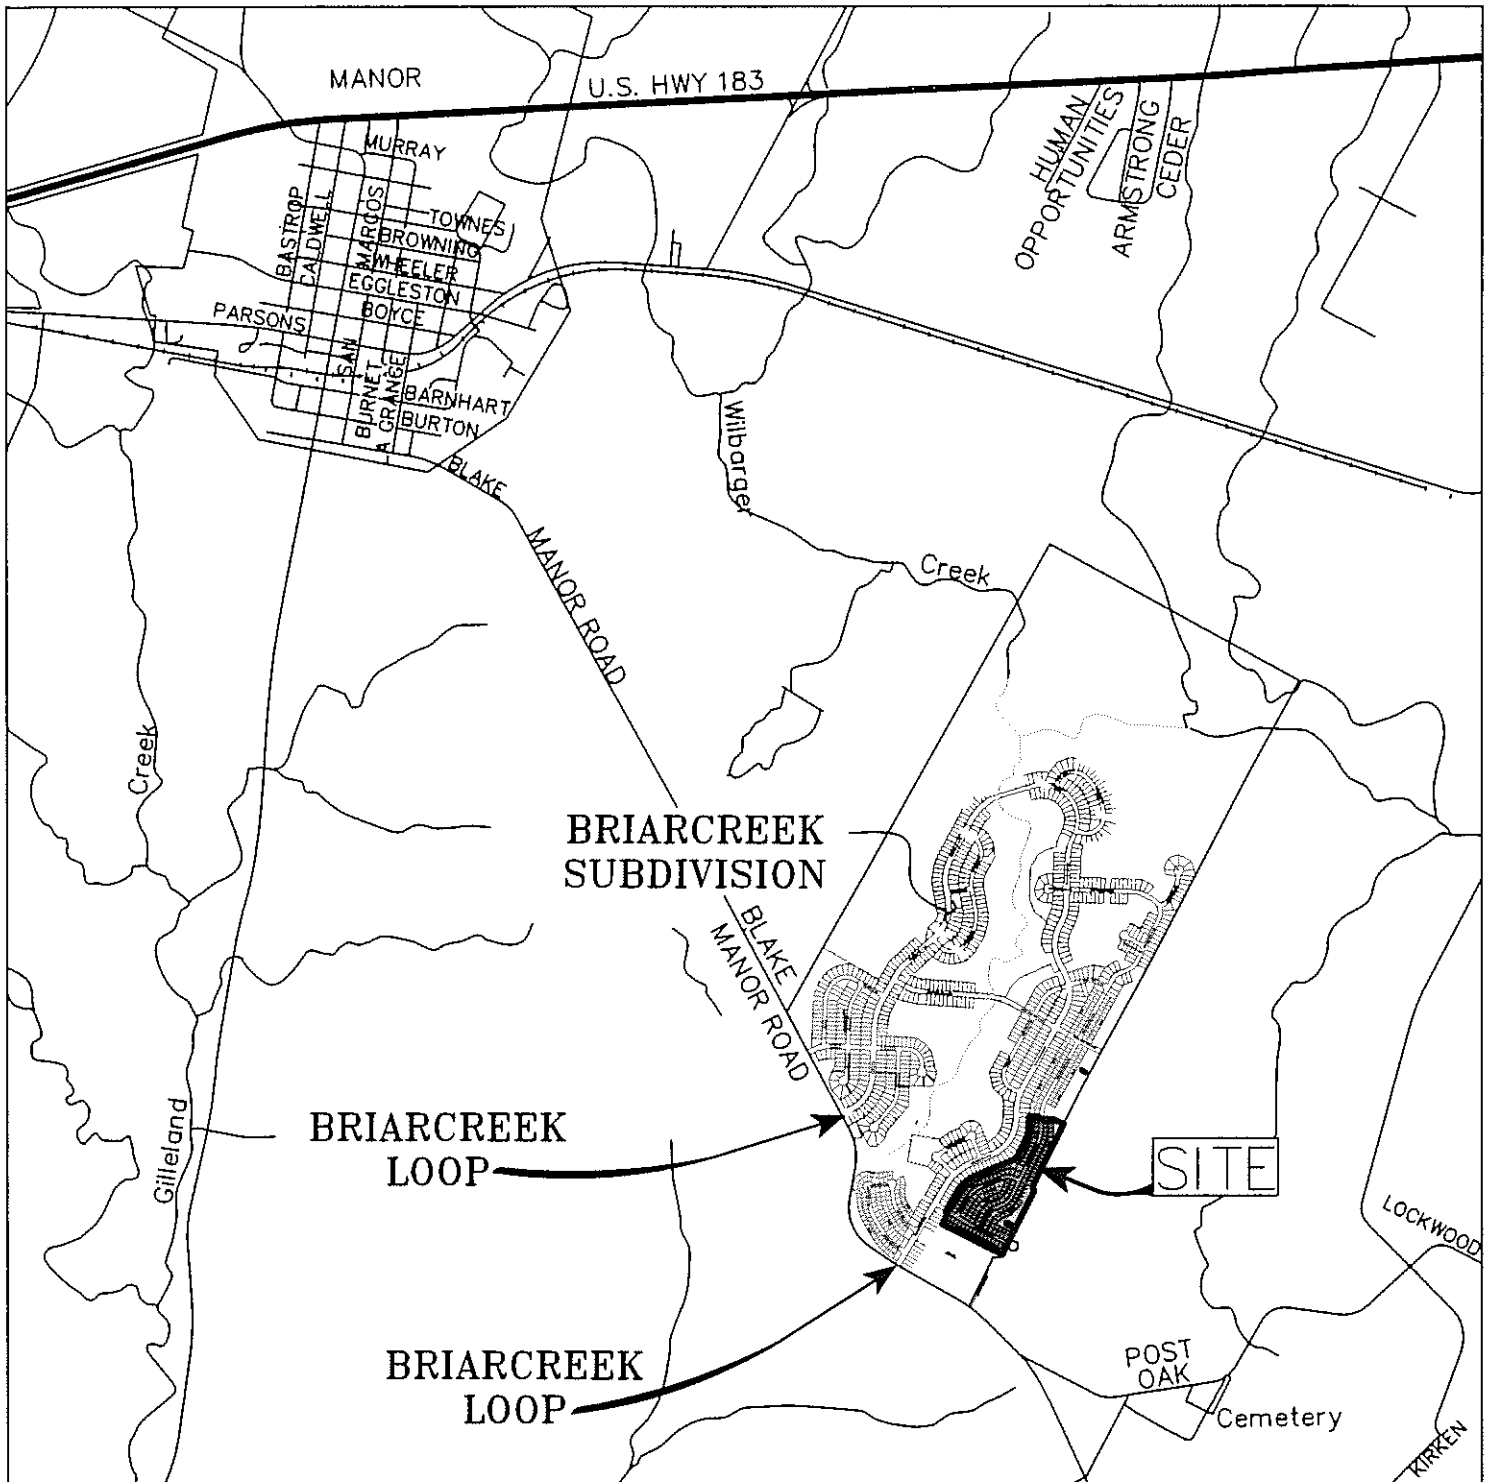 MANOR
U.S. HWY 183
HUMAN
OPPORTUNITIES
ARMSTRONG
CEDER
MURRAY
BASTROP
CALDWELL
MARCOS
TOWNES
BROWNING
WHEELER
EGGLESTON
BOYCE
PARSONS
SAN
BURNET
A GRANGE
BARNHART
BURTON
BLAKE
MANOR ROAD
Wilbarger
Creek
Creek
BRIARCREEK
SUBDIVISION
BLAKE
MANOR ROAD
Gilleland
BRIARCREEK
LOOP
SITE
LOCKWOOD
BRIARCREEK
LOOP
POST
OAK
Cemetery
KIRKEN